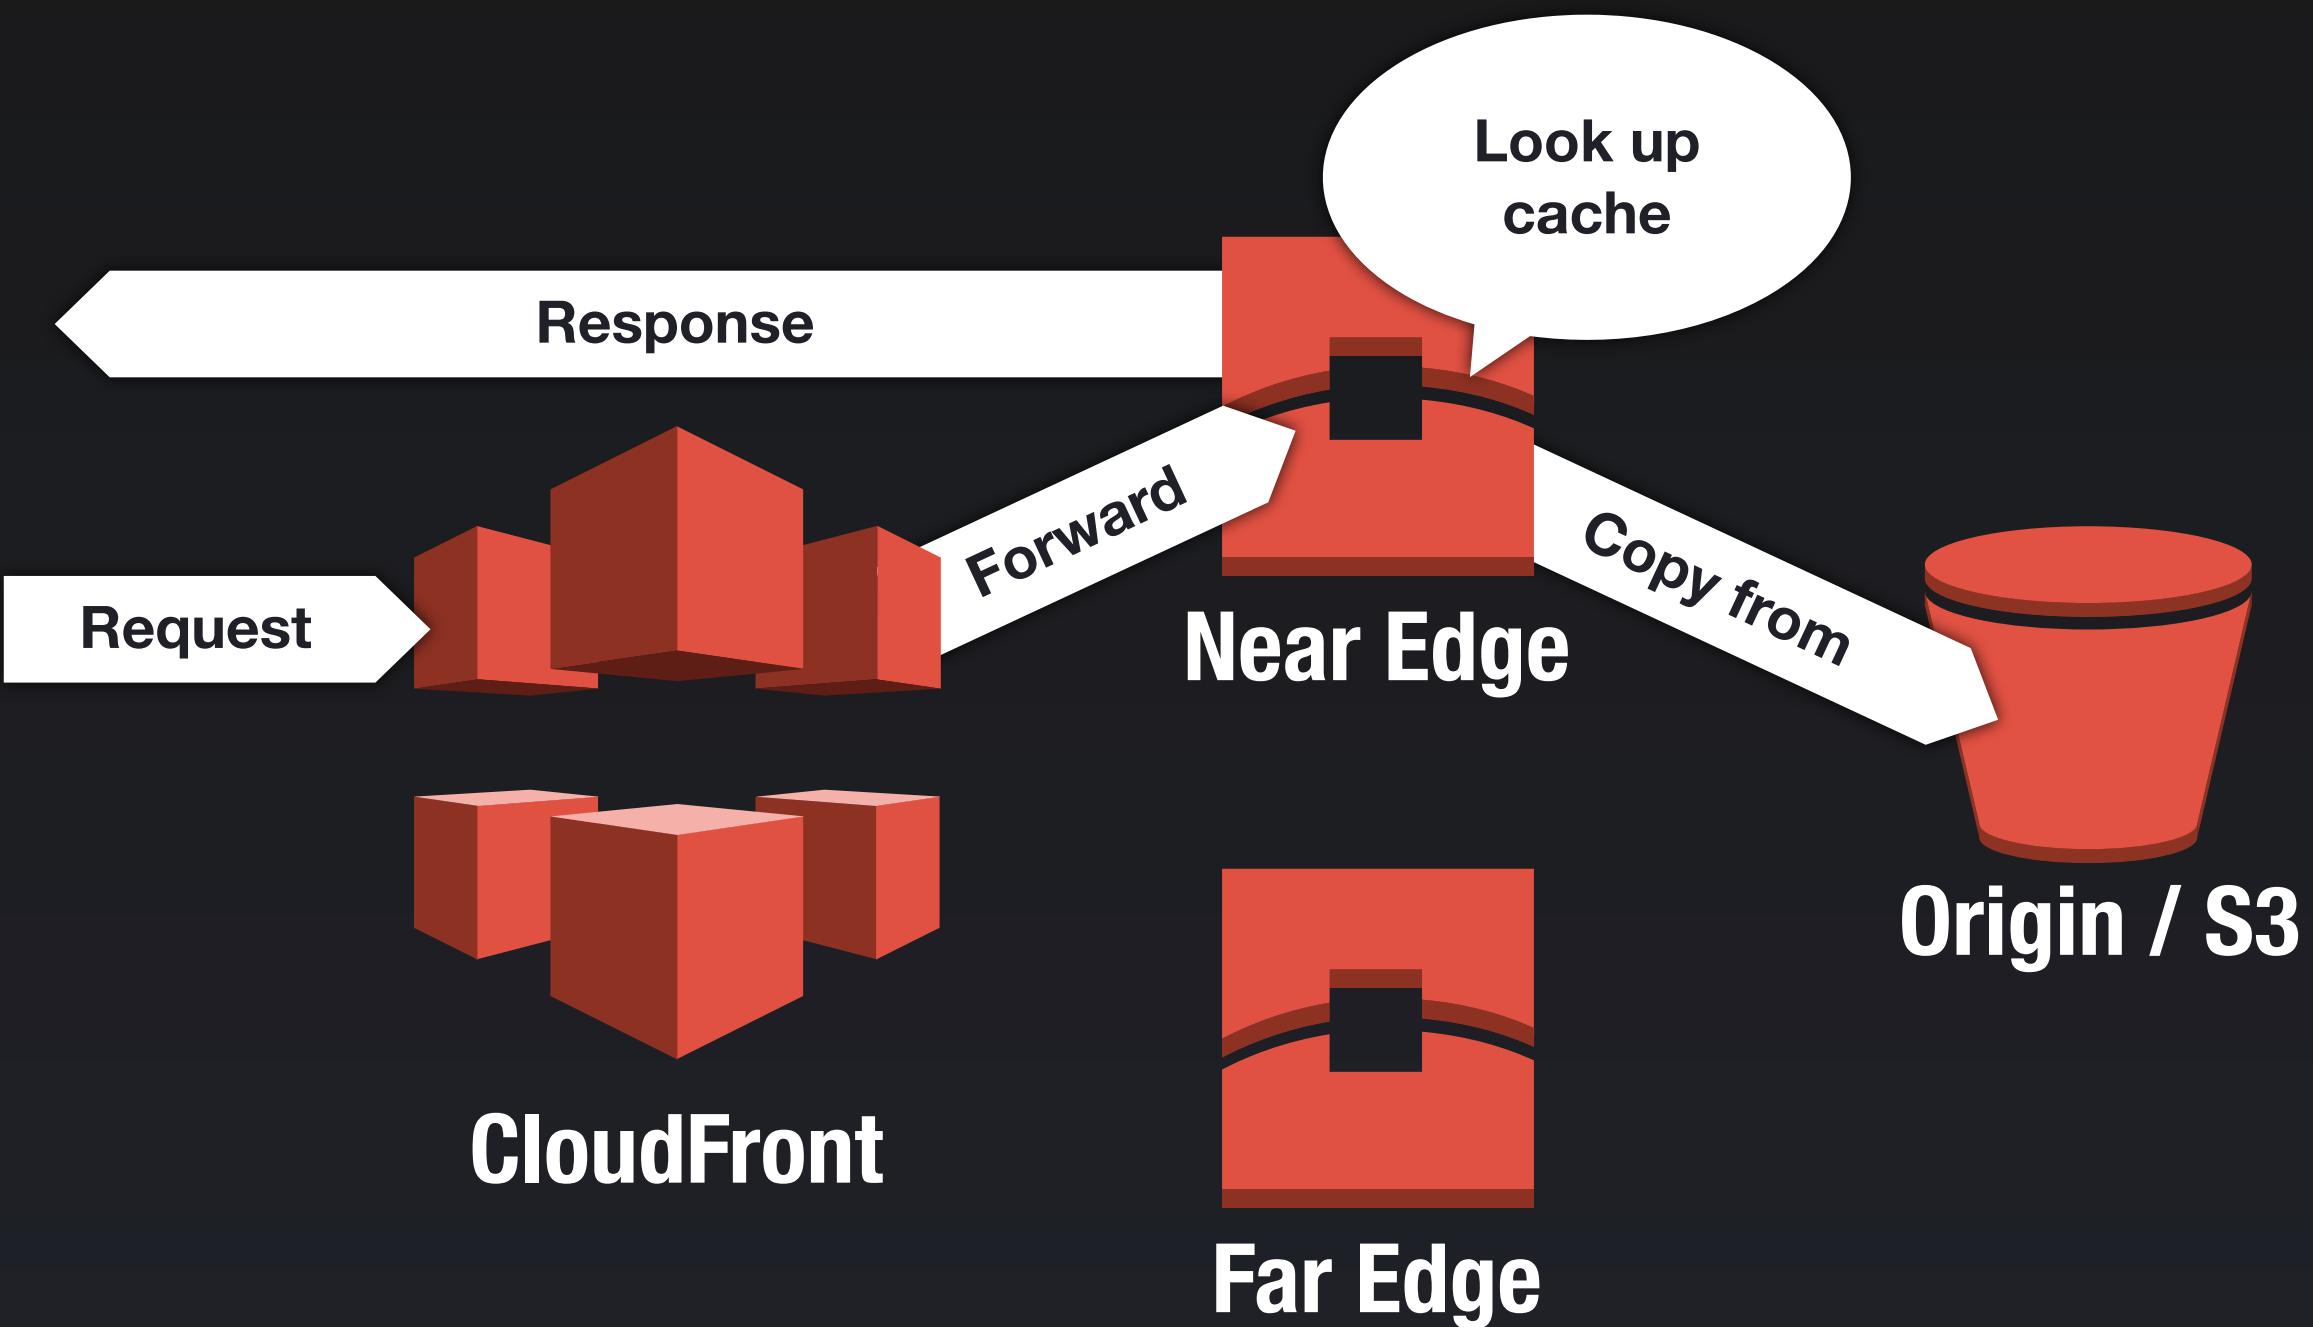 Look up
cache
Response
Request
Forward
Copy from
Near Edge
Origin / S3
CloudFront
Far Edge